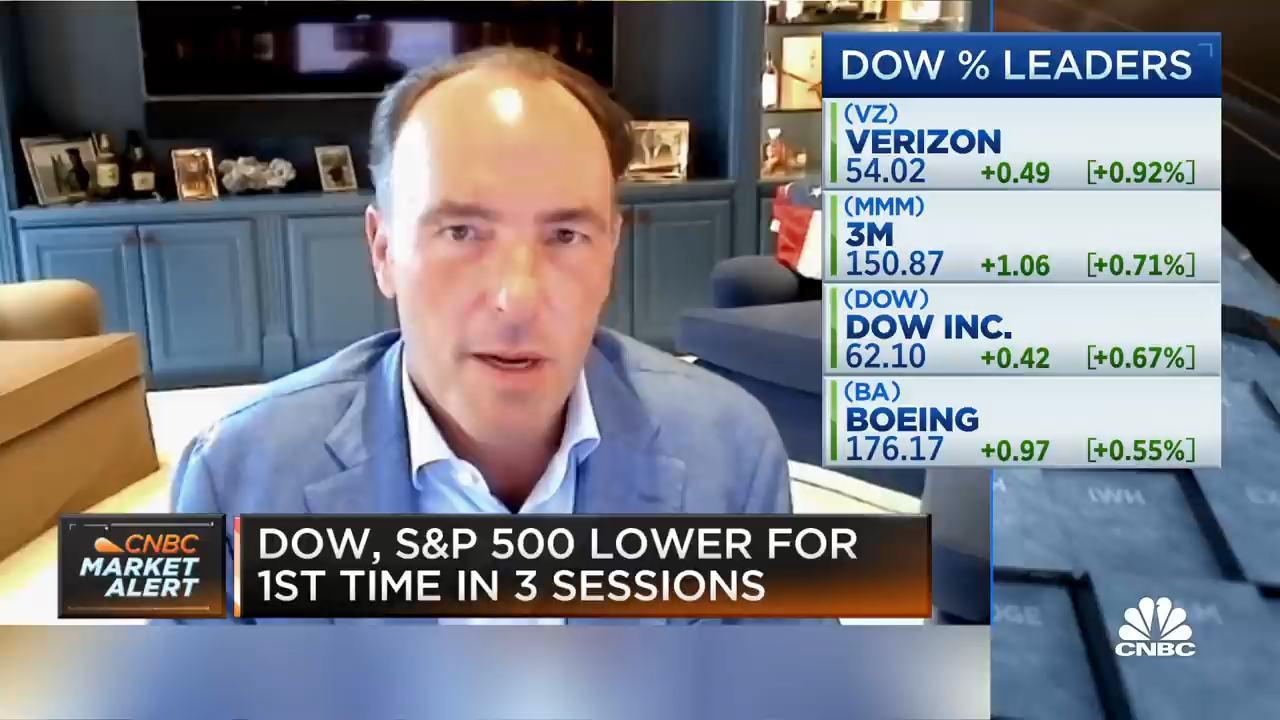 DOW % LEADERS
(VZ)
VERIZON
54.02 +0.49 [+0.92%]
(MMM)
3M
150.87 +1.06 [+0.71%]
(DOW)
DOW INC.
62.10 +0.42 [+0.67%]
(BA)
BOEING
176.17 +0.97 [+0.55%]
CNBC
MARKET
ALERT
DOW, S&P 500 LOWER FOR
1ST TIME IN 3 SESSIONS
IWH
CNBC